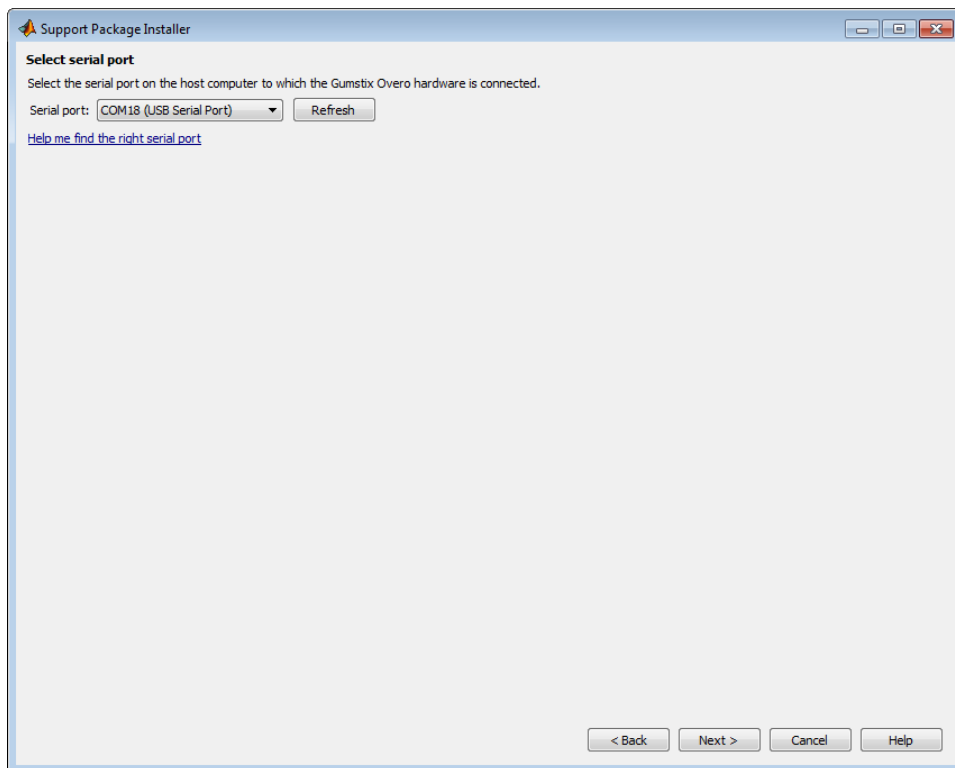 Support Package Installer
Select serial port
Select the serial port on the host computer to which the Gumstix Overo hardware is connected.
Serial port: COM18 (USB Serial Port) Refresh
Help me find the right serial port
< Back Next > Cancel Help